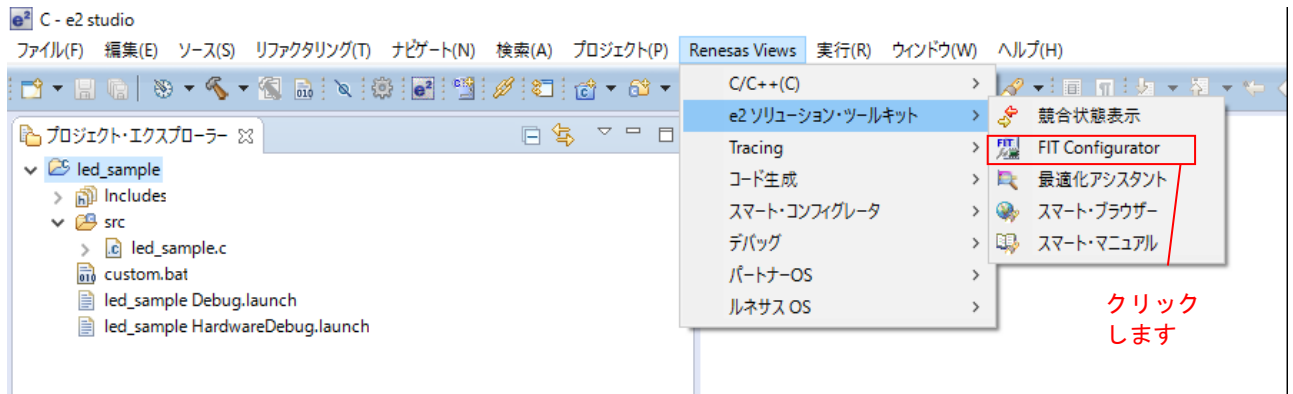 C - e2 studio
ファイル(F) 編集(E) ソース(S) リファクタリング(T) ナビゲート(N) 検索(A) プロジェクト(P) Renesas Views 実行(R) ウィンドウ(W) ヘルプ(H)
プロジェクト・エクスプローラー
led_sample
Includes
src
led_sample.c
custom.bat
led_sample Debug.launch
led_sample HardwareDebug.launch
C/C++(C)
e2 ソリューション・ツールキット
Tracing
コード生成
スマート・コンフィグレータ
デバッグ
パートナーOS
ルネサス OS
競合状態表示
FIT Configurator
最適化アシスタント
スマート・ブラウザー
スマート・マニュアル
クリック
します